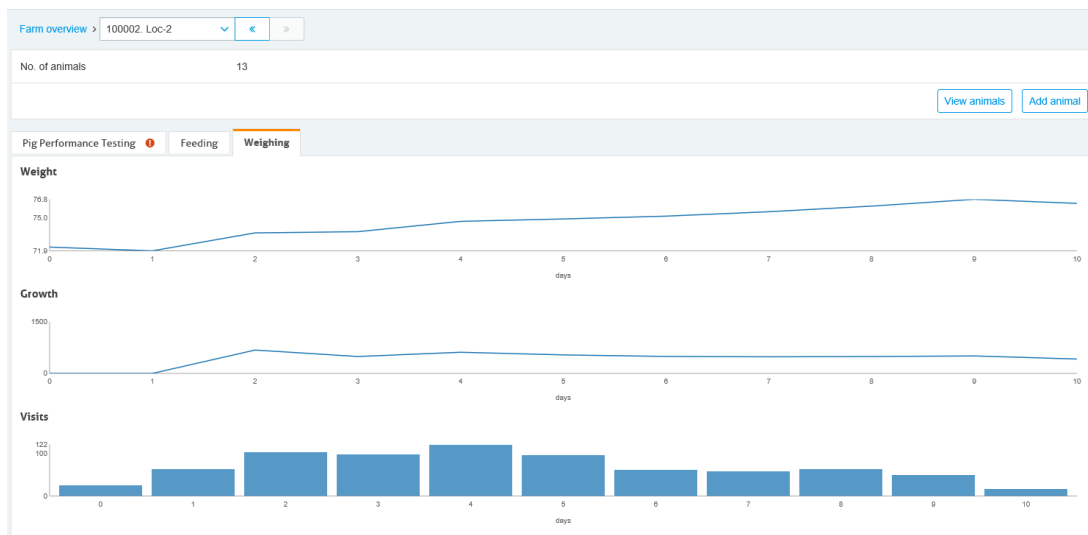 Farm overview > 100002. Loc-2 « »
No. of animals 13
View animals Add animal
Pig Performance Testing ! Feeding Weighing
Weight
76.8
75.0
71.9
0 1 2 3 4 5 6 7 8 9 10
days
Growth
1500
0
0 1 2 3 4 5 6 7 8 9 10
days
Visits
122
100
0
0 1 2 3 4 5 6 7 8 9 10
days